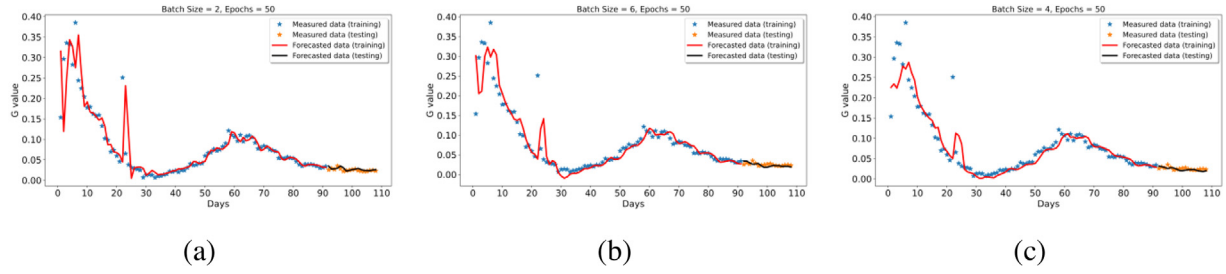 Batch Size = 2, Epochs = 50
Measured data (training)
Measured data (testing)
Forecasted data (training)
Forecasted data (testing)
G value
0.40
0.35
0.30
0.25
0.20
0.15
0.10
0.05
0.00
0 10 20 30 40 50 60 70 80 90 100 110
Days
(a)
Batch Size = 6, Epochs = 50
Measured data (training)
Measured data (testing)
Forecasted data (training)
Forecasted data (testing)
G value
0.40
0.35
0.30
0.25
0.20
0.15
0.10
0.05
0.00
0 10 20 30 40 50 60 70 80 90 100 110
Days
(b)
Batch Size = 4, Epochs = 50
Measured data (training)
Measured data (testing)
Forecasted data (training)
Forecasted data (testing)
G value
0.40
0.35
0.30
0.25
0.20
0.15
0.10
0.05
0.00
0 10 20 30 40 50 60 70 80 90 100 110
Days
(c)